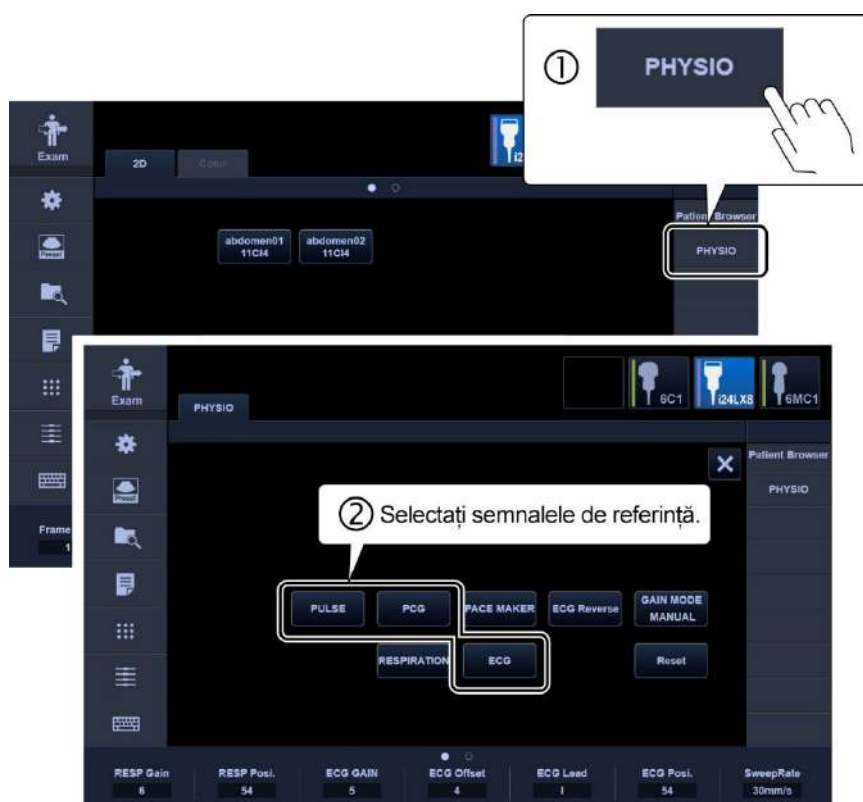 ① PHYSIO
Exam
2D
Color
Patient Browser
PHYSIO
abdomen01
11CI4
abdomen02
11CI4
Preset
Frame
1
Exam
PHYSIO
6C1
i24LX8
6MC1
Patient Browser
PHYSIO
Preset
② Selectați semnalele de referință.
PULSE
PCG
PACE MAKER
ECG Reverse
GAIN MODE
MANUAL
RESPIRATION
ECG
Reset
RESP Gain
6
RESP Posi.
54
ECG GAIN
5
ECG Offset
4
ECG Lead
I
ECG Posi.
54
SweepRate
30mm/s